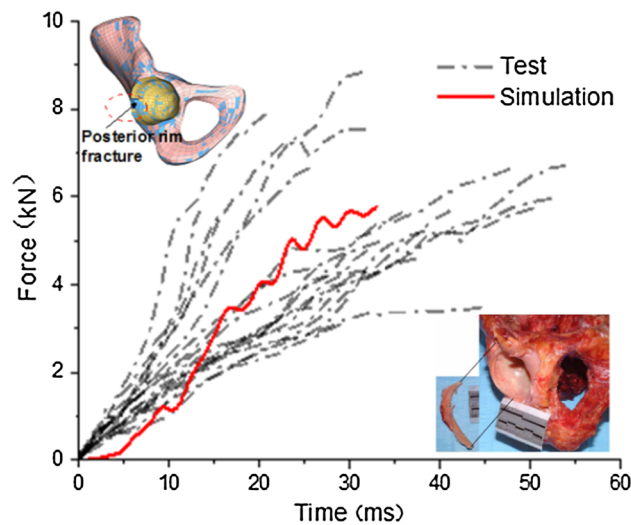 10
8
6
4
2
0
Force (kN)
Posterior rim
fracture
Test
Simulation
0 10 20 30 40 50 60
Time (ms)